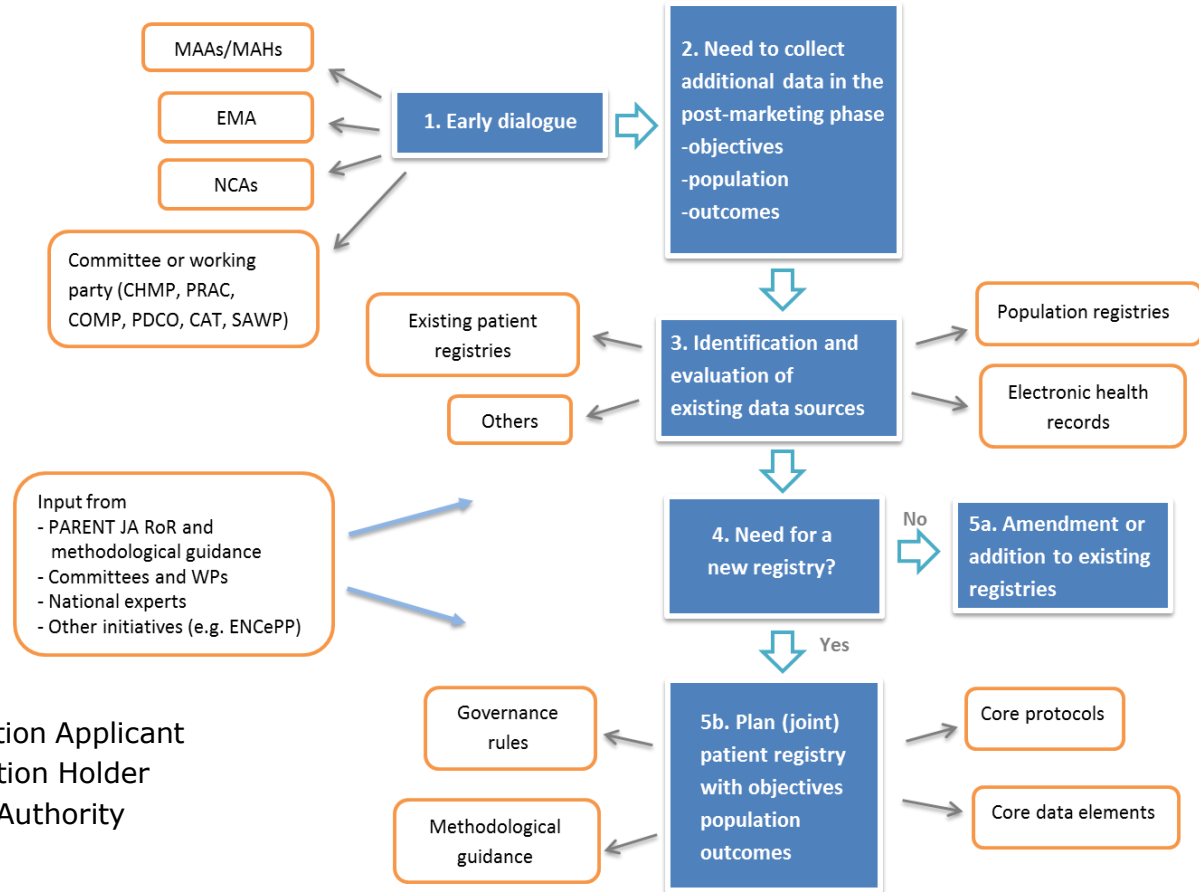 MAAs/MAHs
EMA
NCAs
Committee or working
party (CHMP, PRAC,
COMP, PDCO, CAT, SAWP)
1. Early dialogue
2. Need to collect
additional data in the
post-marketing phase
-objectives
-population
-outcomes
Existing patient
registries
Others
3. Identification and
evaluation of
existing data sources
Population registries
Electronic health
records
Input from
- PARENT JA RoR and
methodological guidance
- Committees and WPs
- National experts
- Other initiatives (e.g. ENCePP)
4. Need for a
new registry?
No
5a. Amendment or
addition to existing
registries
Yes
tion Applicant
tion Holder
Authority
Governance
rules
Methodological
guidance
5b. Plan (joint)
patient registry
with objectives
population
outcomes
Core protocols
Core data elements